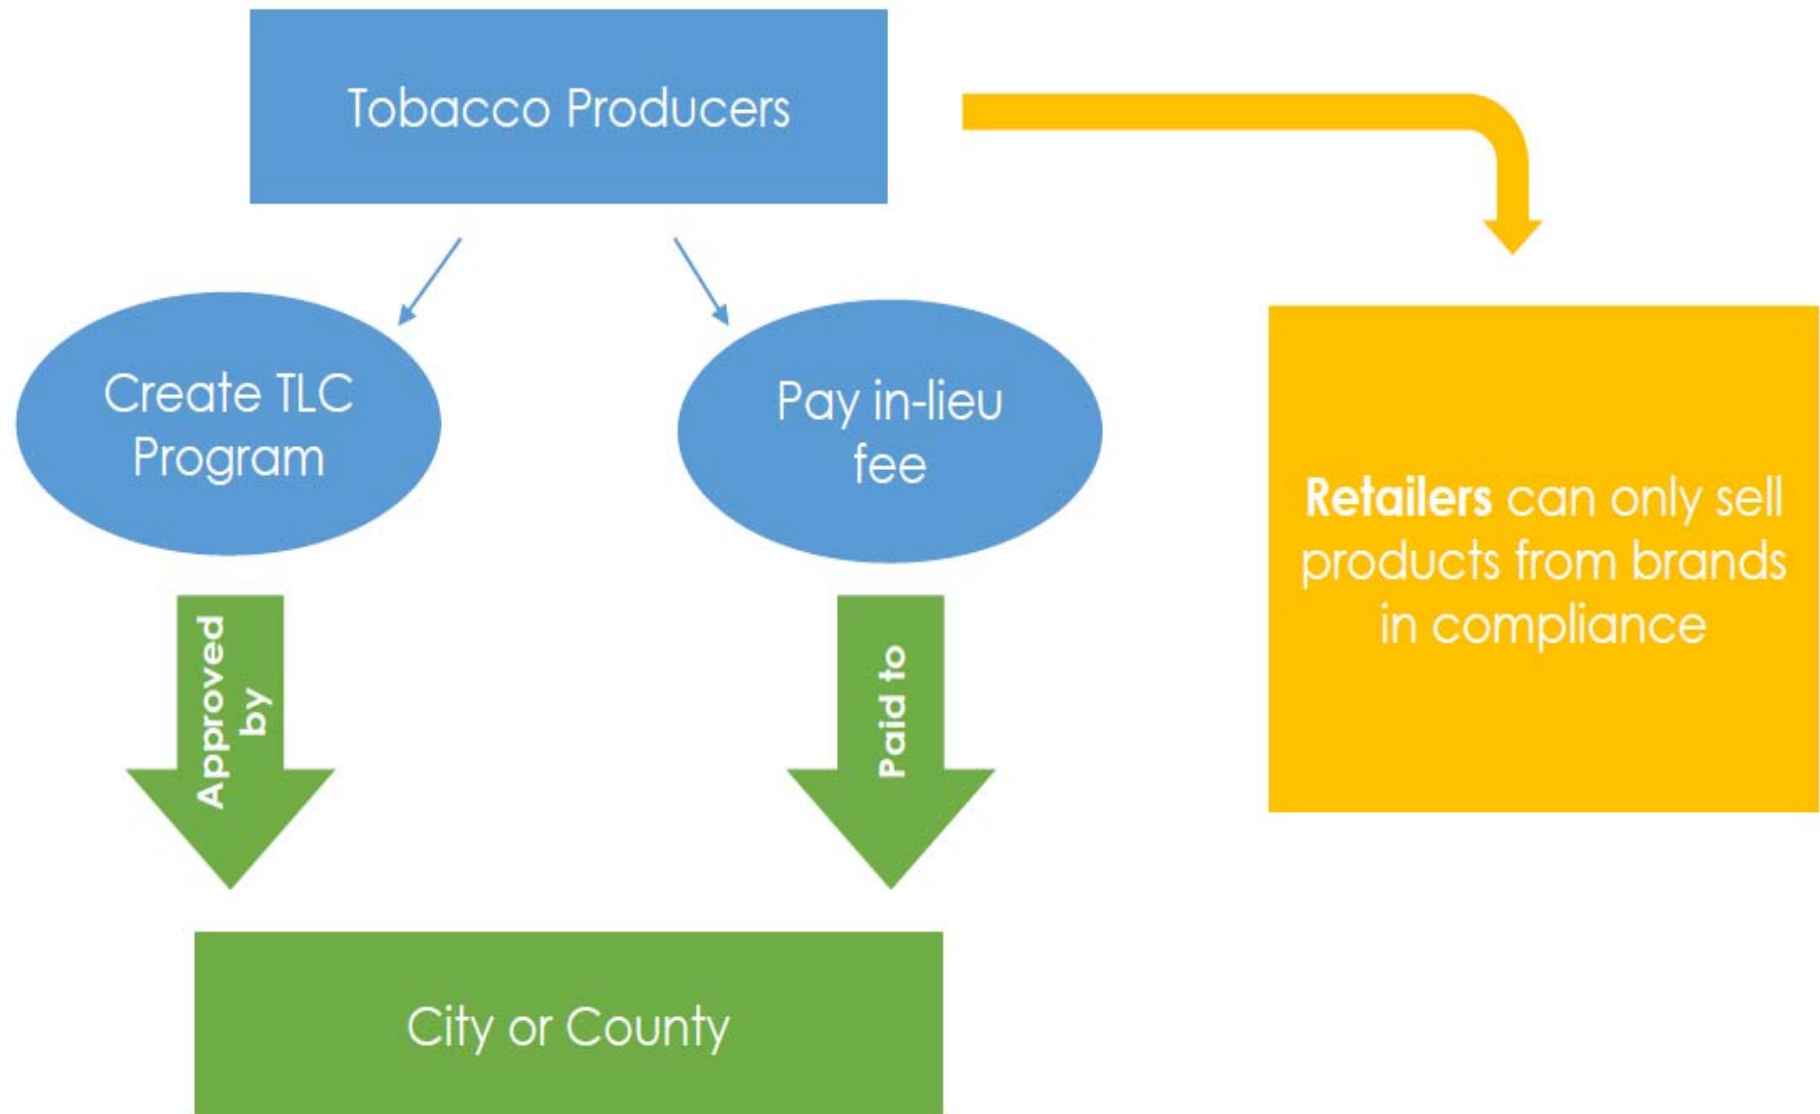 Tobacco Producers
Create TLC
Program
Pay in-lieu
fee
Retailers can only sell
products from brands
in compliance
Approved
by
Paid to
City or County